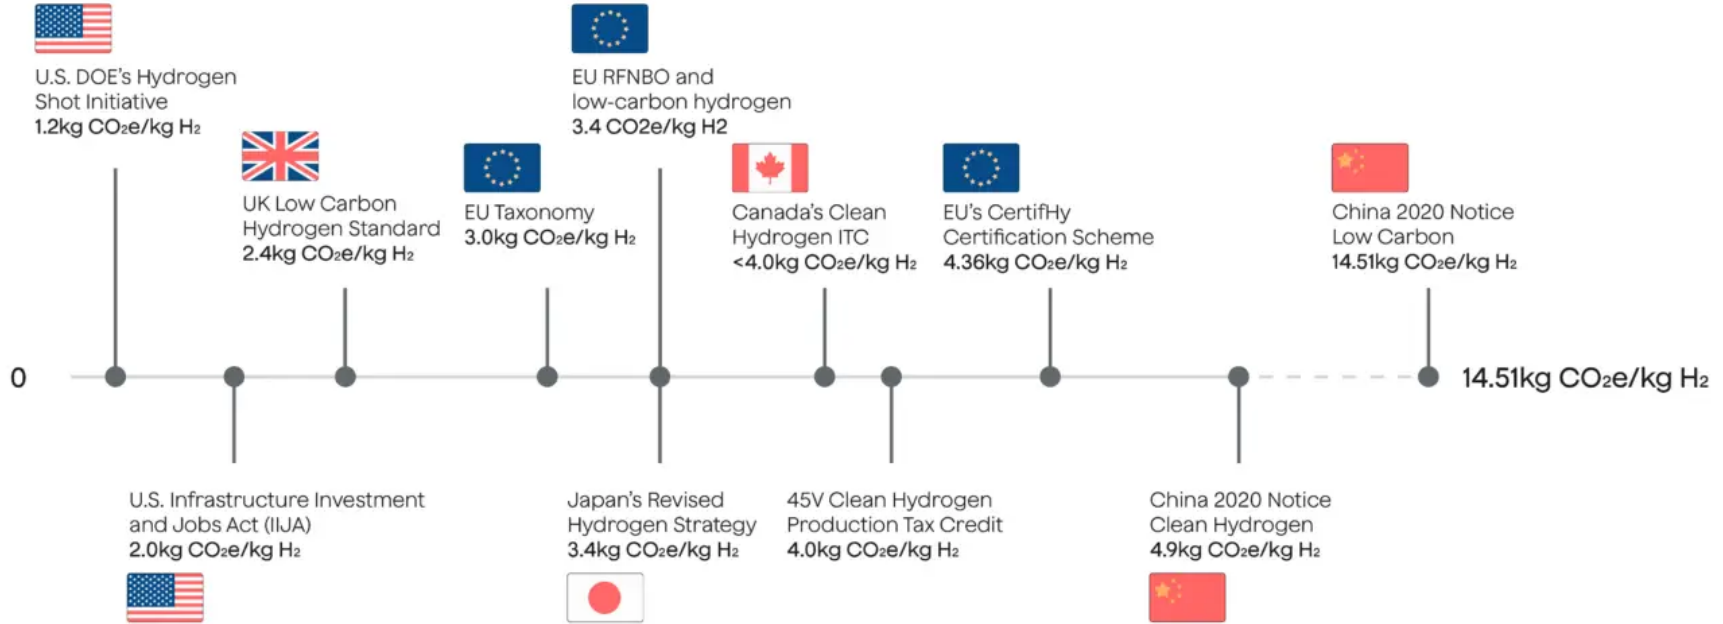 U.S. DOE's Hydrogen
Shot Initiative
1.2kg CO₂e/kg H₂
UK Low Carbon
Hydrogen Standard
2.4kg CO₂e/kg H₂
EU Taxonomy
3.0kg CO₂e/kg H₂
EU RFNBO and
low-carbon hydrogen
3.4 CO2e/kg H2
Canada's Clean
Hydrogen ITC
<4.0kg CO₂e/kg H₂
EU's CertifHy
Certification Scheme
4.36kg CO₂e/kg H₂
China 2020 Notice
Low Carbon
14.51kg CO₂e/kg H₂
0
14.51kg CO₂e/kg H₂
U.S. Infrastructure Investment
and Jobs Act (IIJA)
2.0kg CO₂e/kg H₂
Japan's Revised
Hydrogen Strategy
3.4kg CO₂e/kg H₂
45V Clean Hydrogen
Production Tax Credit
4.0kg CO₂e/kg H₂
China 2020 Notice
Clean Hydrogen
4.9kg CO₂e/kg H₂